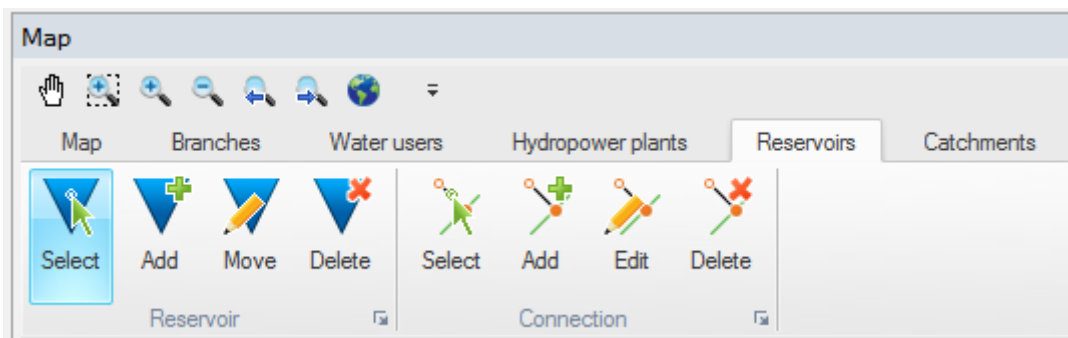 Map
Map Branches Water users Hydropower plants Reservoirs Catchments
Select Add Move Delete Select Add Edit Delete
Reservoir Connection